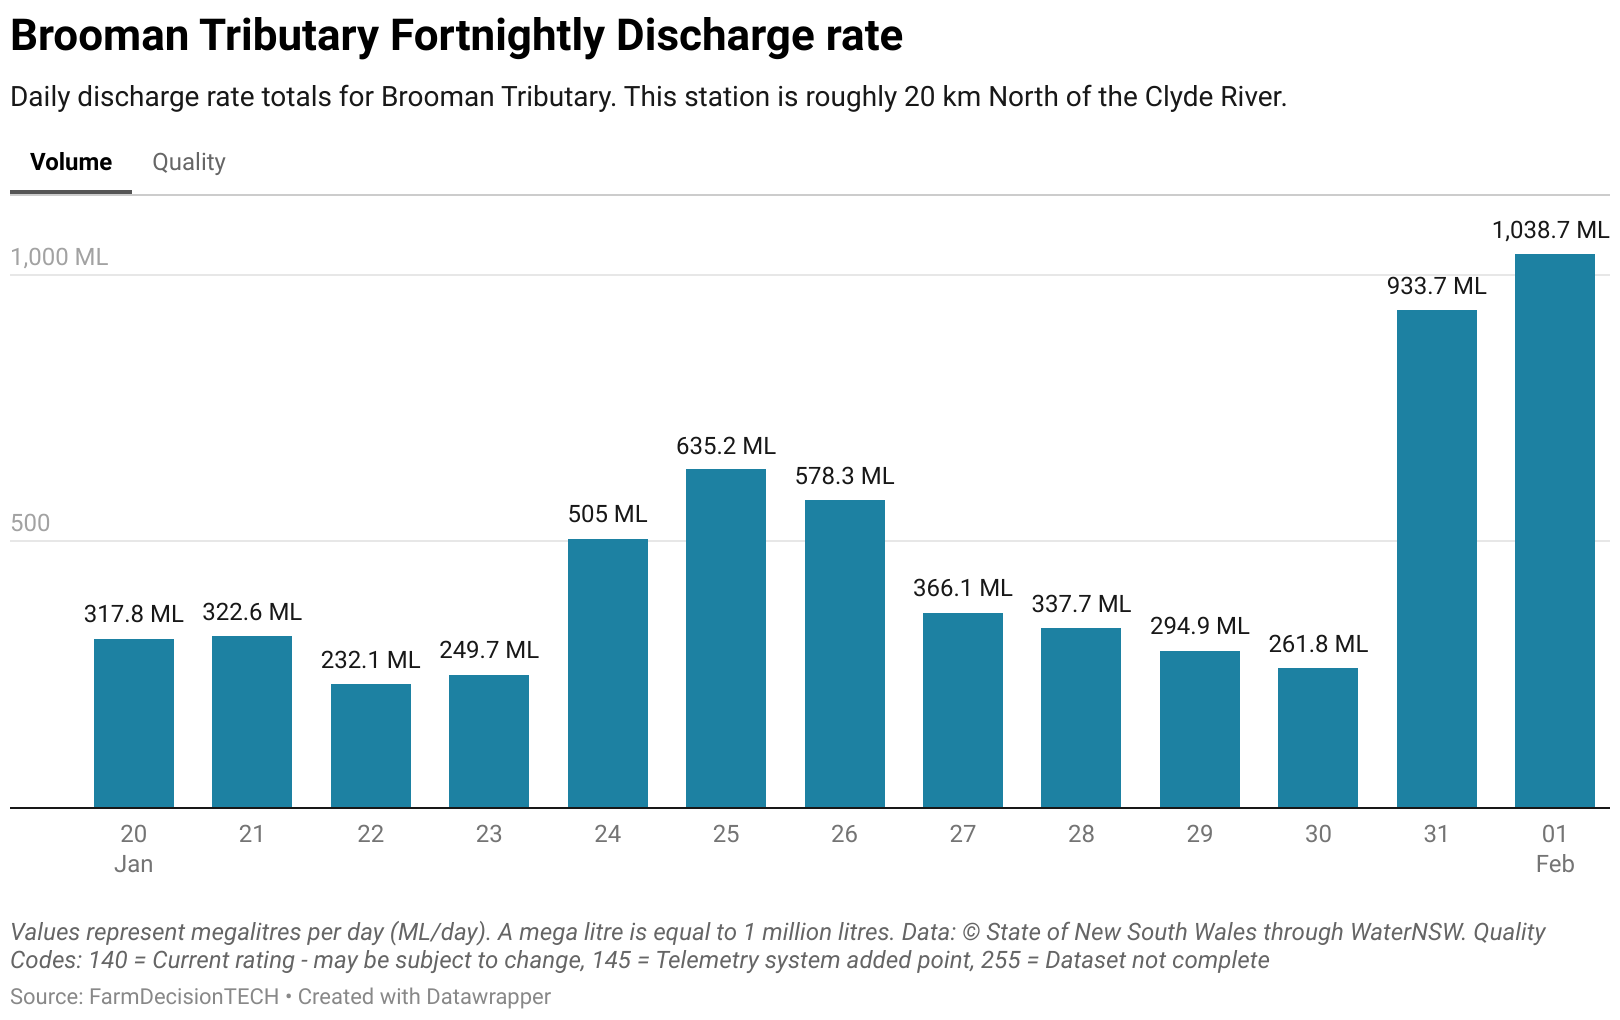 Brooman Tributary Fortnightly Discharge rate
Daily discharge rate totals for Brooman Tributary. This station is roughly 20 km North of the Clyde River.
Volume Quality
1,038.7 ML
1,000 ML
933.7 ML
635.2 ML
578.3 ML
505 ML
500
366.1 ML
337.7 ML
317.8 ML
322.6 ML
294.9 ML
261.8 ML
249.7 ML
232.1 ML
20 21 22 23 24 25 26 27 28 29 30 31 01
Jan Feb
Values represent megalitres per day (ML/day). A mega litre is equal to 1 million litres. Data: © State of New South Wales through WaterNSW. Quality
Codes: 140 = Current rating - may be subject to change, 145 = Telemetry system added point, 255 = Dataset not complete
Source: FarmDecisionTECH • Created with Datawrapper